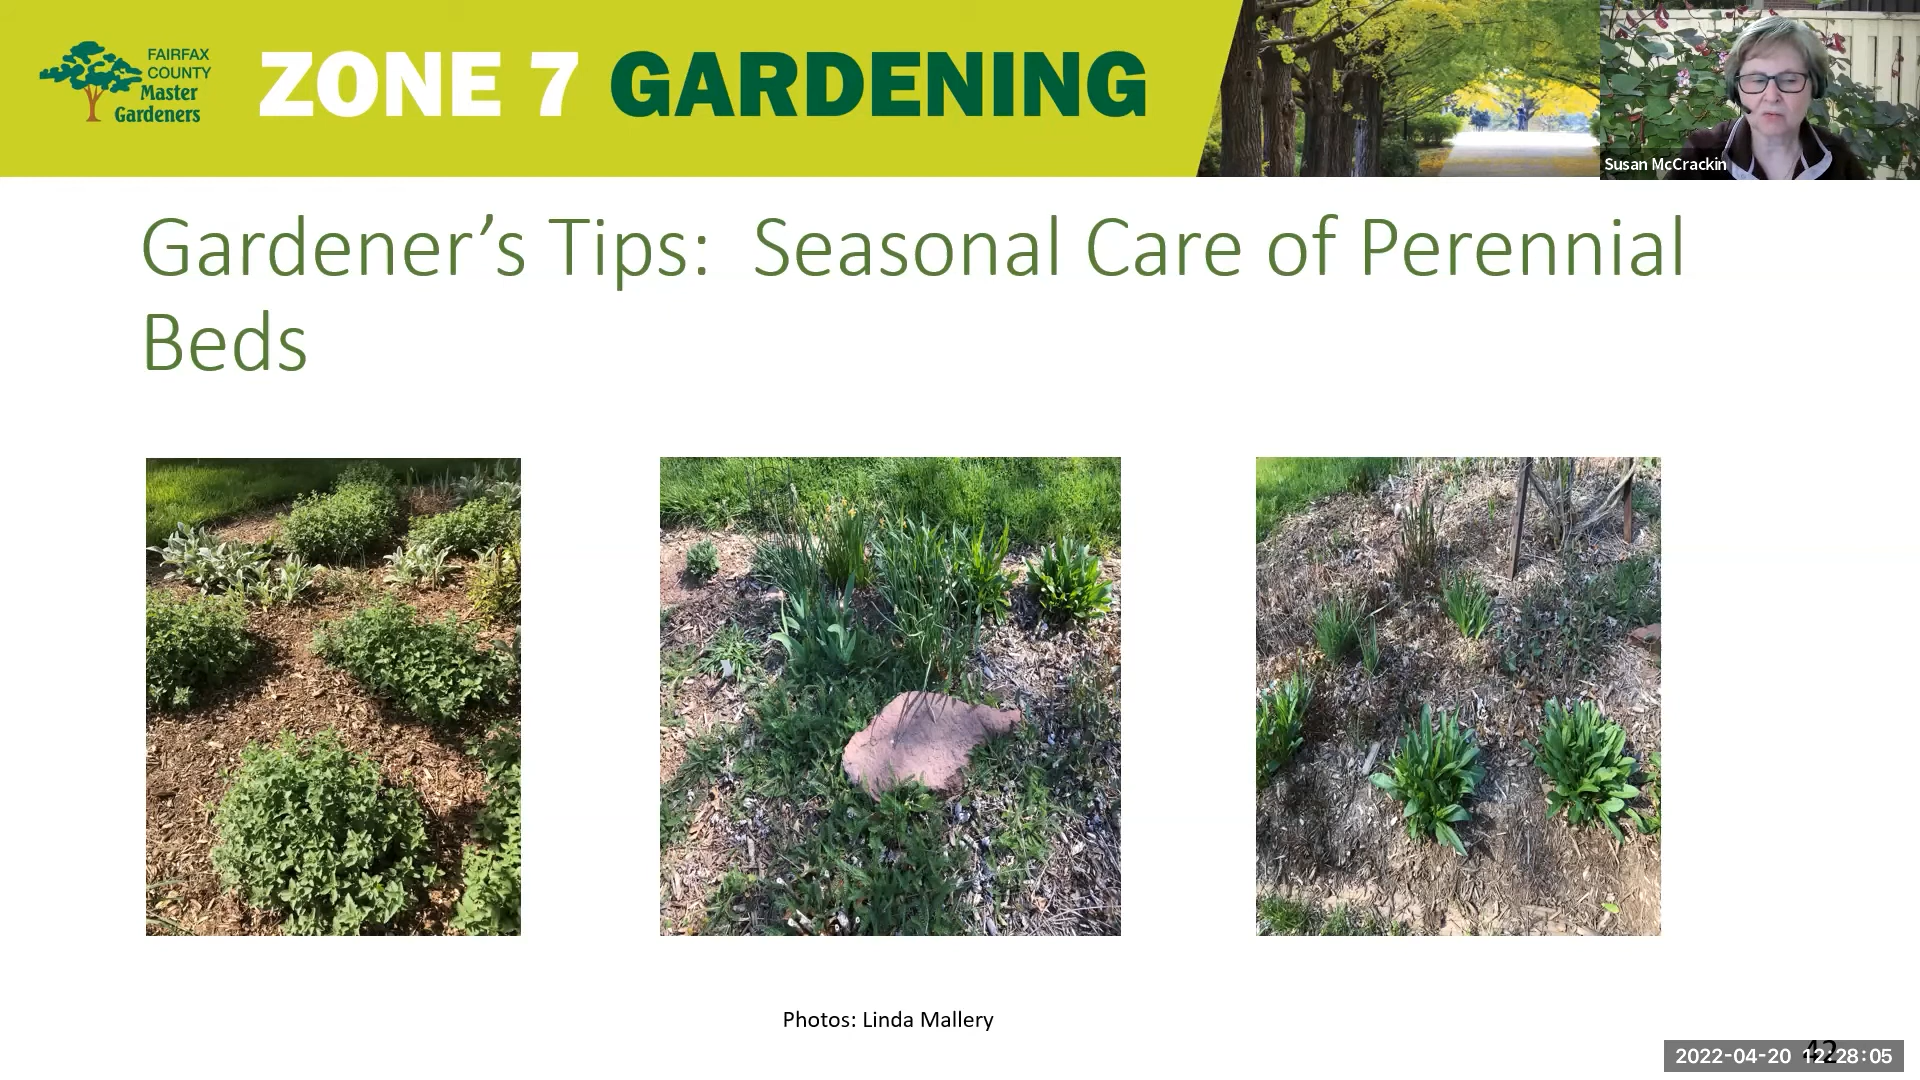 FAIRFAX
COUNTY
Master
Gardeners
ZONE 7 GARDENING
Susan McCrackin
Gardener’s Tips:  Seasonal Care of Perennial
Beds
Photos: Linda Mallery
42
2022-04-20 12:28:05